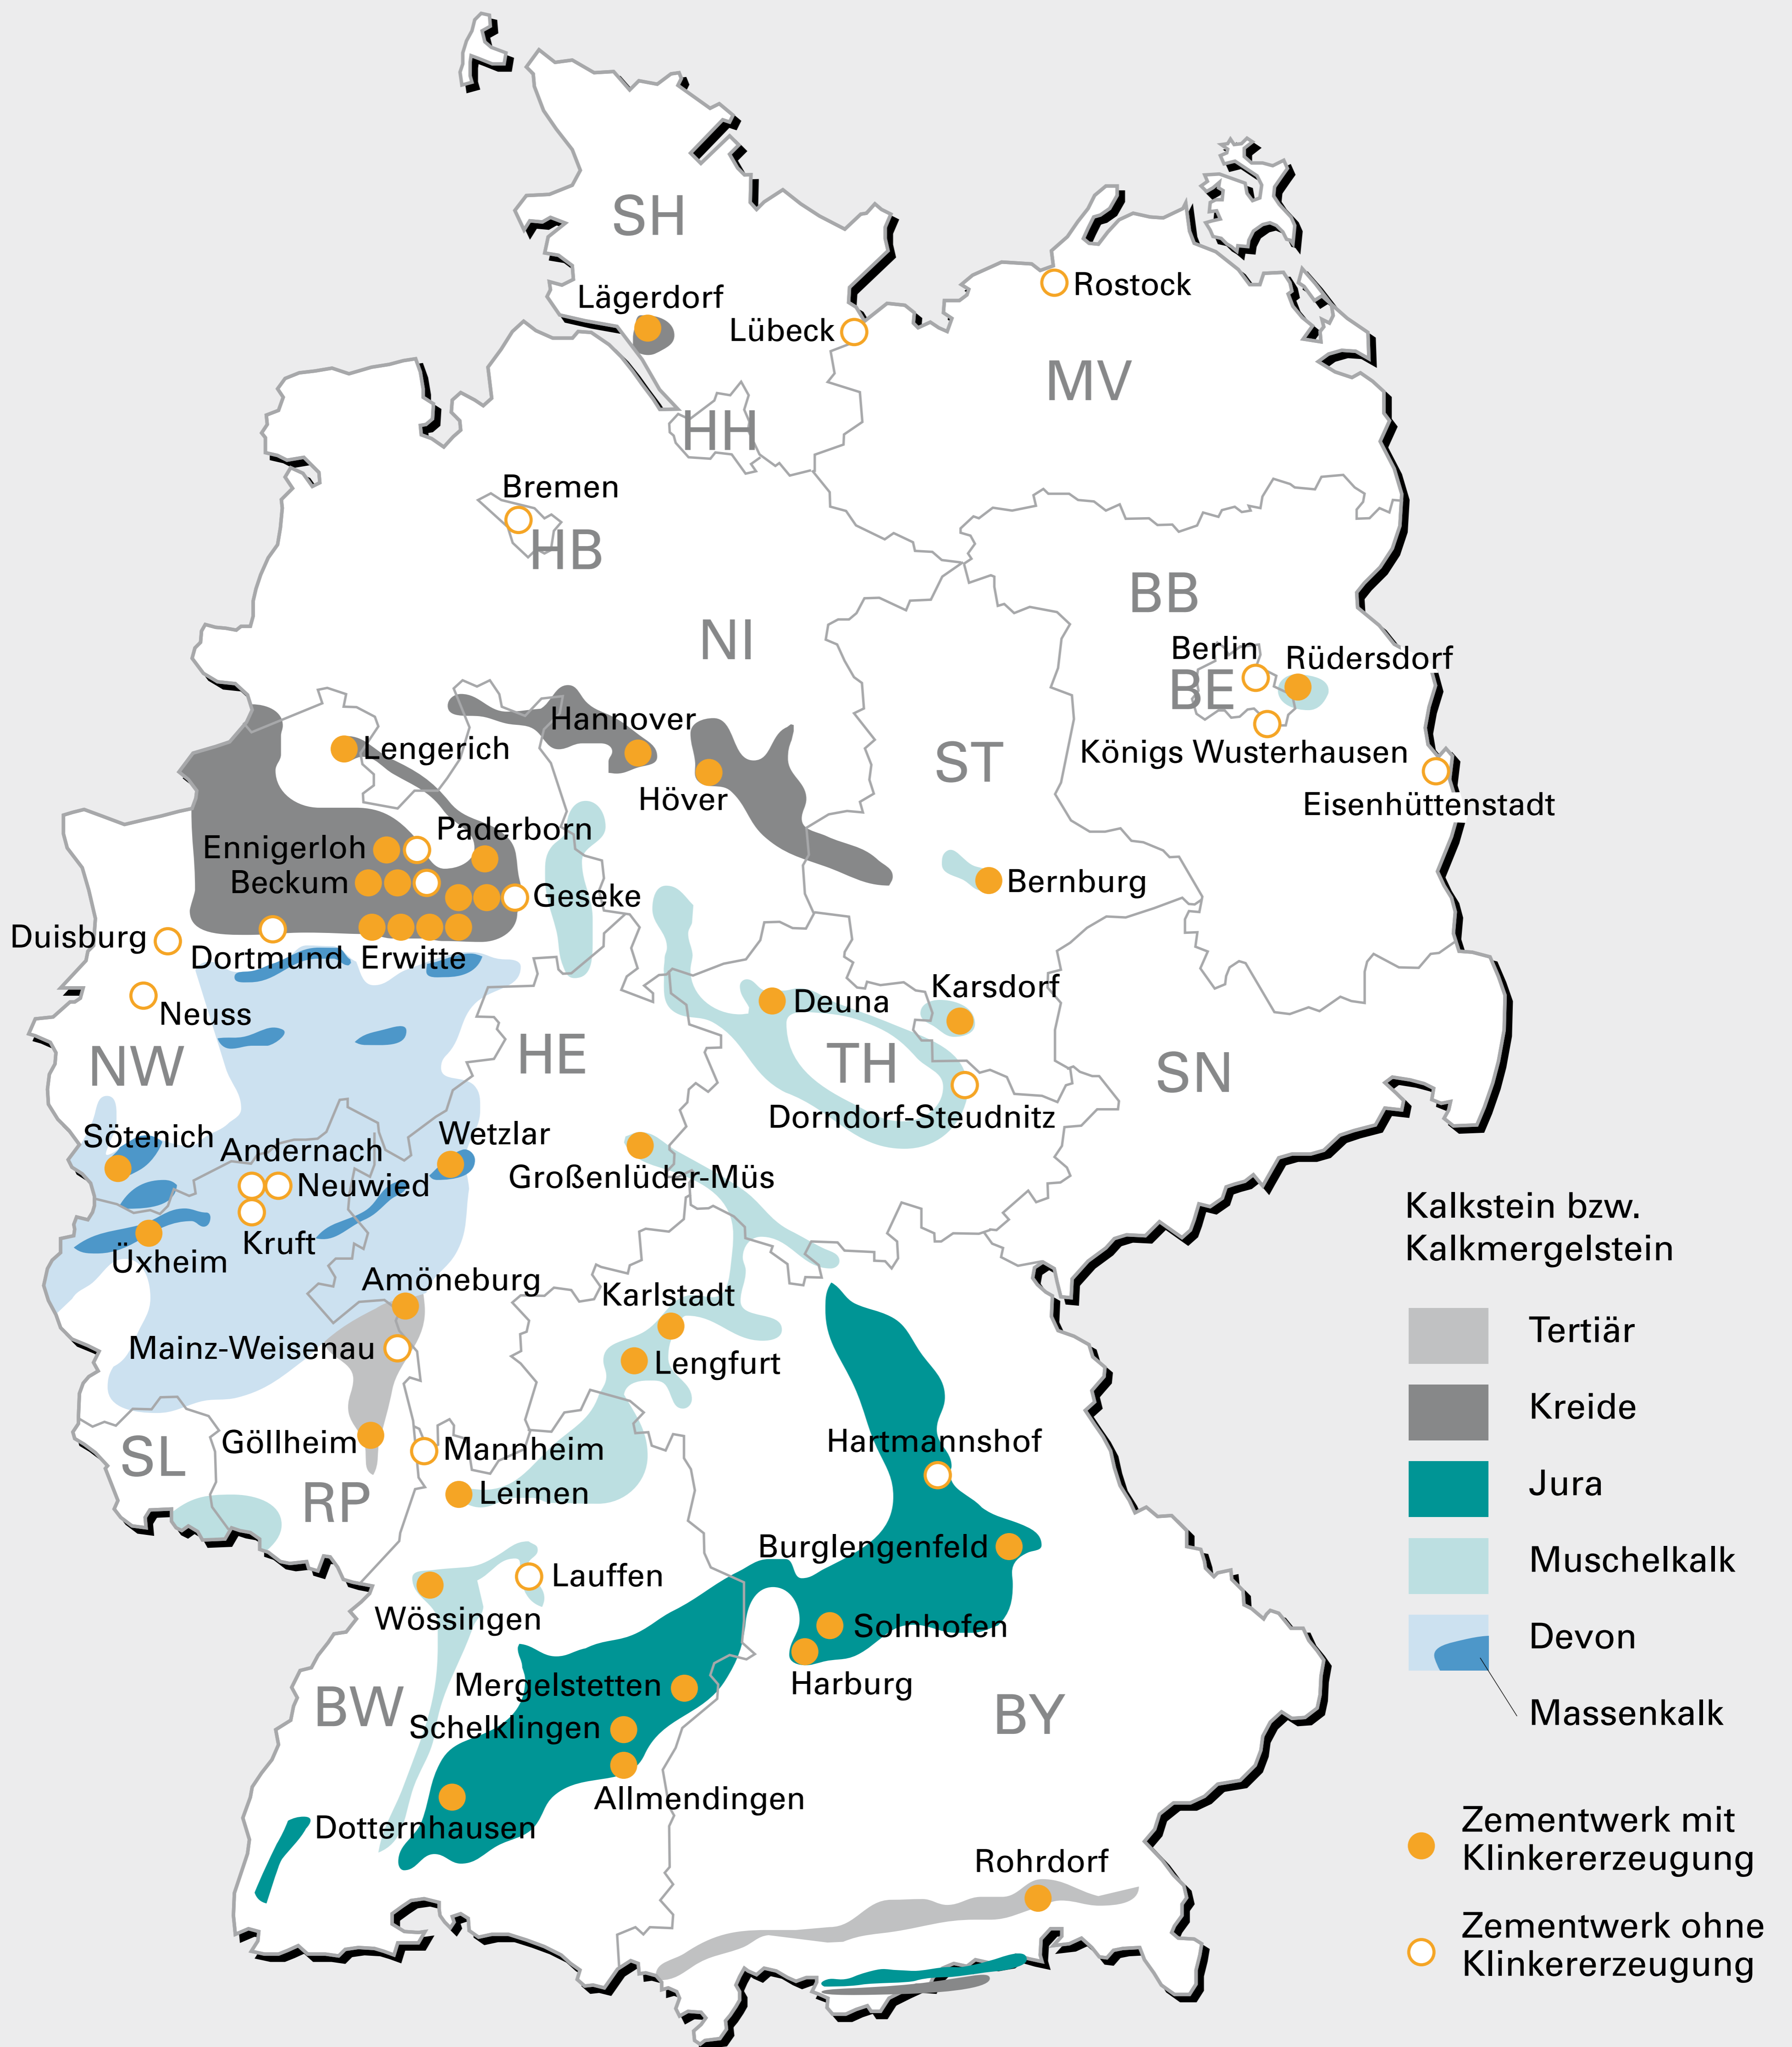 SH
Lägerdorf
Rostock
Lübeck
MV
HH
Bremen
HB
BB
NI
Berlin
Rüdersdorf
BE
Hannover
Lengerich
Königs Wusterhausen
ST
Höver
Eisenhüttenstadt
Paderborn
Ennigerloh
Beckum
Bernburg
Geseke
Duisburg
Dortmund
Erwitte
Karsdorf
Deuna
Neuss
HE
TH
NW
SN
Dorndorf-Steudnitz
Sötenich
Wetzlar
Andernach
Großenlüder-Müs
Neuwied
Kruft
Üxheim
Amöneburg
Karlstadt
Mainz-Weisenau
Lengfurt
Hartmannshof
Göllheim
Mannheim
SL
Leimen
RP
Burglengenfeld
Lauffen
Wössingen
Solnhofen
Mergelstetten
Harburg
BW
BY
Schelklingen
Allmendingen
Dotternhausen
Rohrdorf
Kalkstein bzw.
Kalkmergelstein
Tertiär
Kreide
Jura
Muschelkalk
Devon
Massenkalk
Zementwerk mit
Klinkererzeugung
Zementwerk ohne
Klinkererzeugung